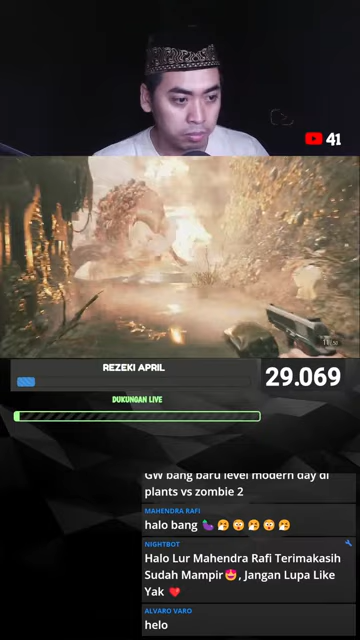 41
REZEKI APRIL
29.069
DUKUNGAN LIVE
GW bang baru level modern day di
plants vs zombie 2
MAHENDRA RAFI
halo bang 🍆🤧😳🤧😳🤧
NIGHTBOT
Halo Lur Mahendra Rafi Terimakasih
Sudah Mampir🤩, Jangan Lupa Like
Yak ❤️
ALVARO VARO
helo